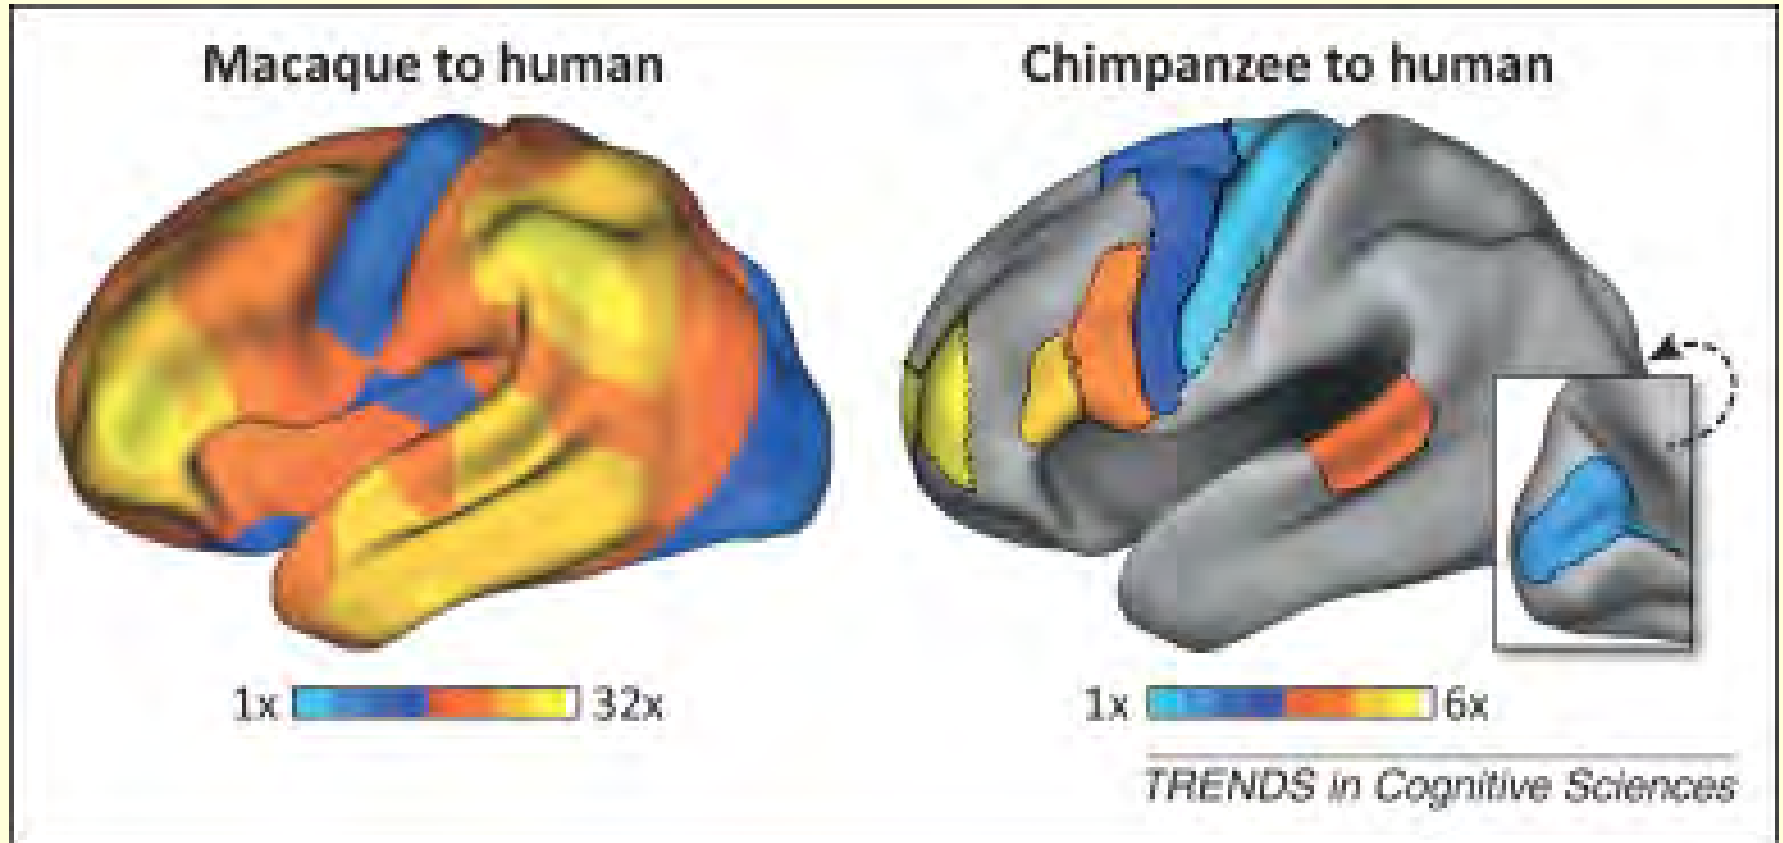 Macaque to human
Chimpanzee to human
1x 32x
1x 6x
TRENDS in Cognitive Sciences